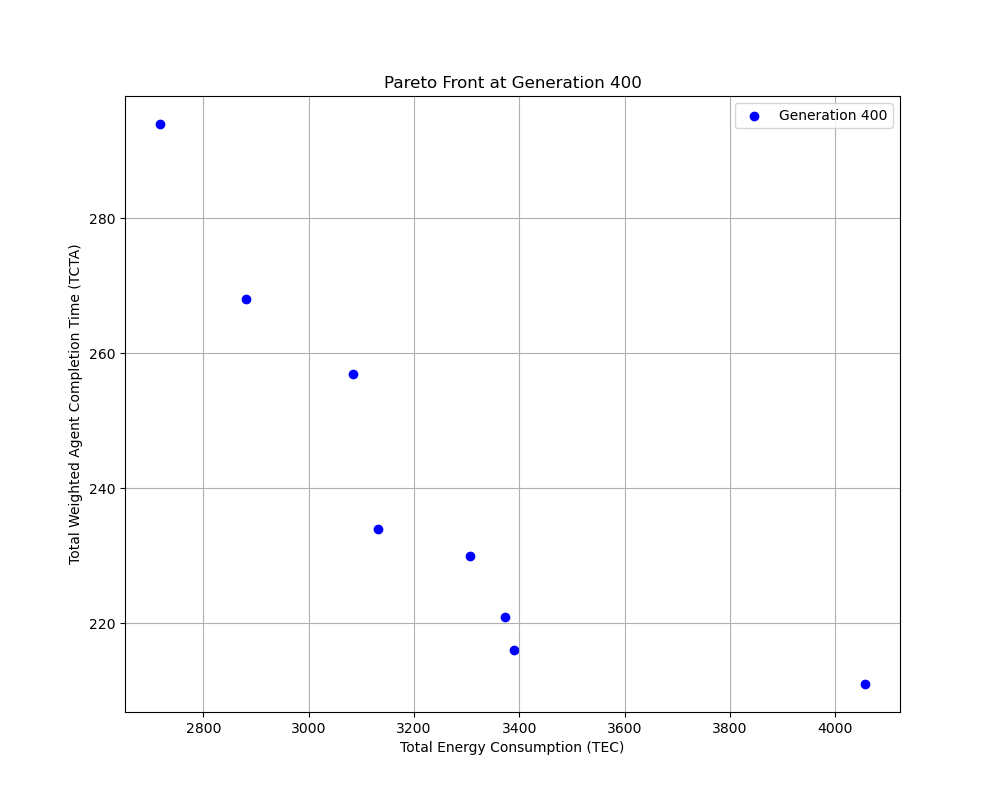 Pareto Front at Generation 400
Generation 400
Total Weighted Agent Completion Time (TCTA)
280
260
240
220
2800 3000 3200 3400 3600 3800 4000
Total Energy Consumption (TEC)